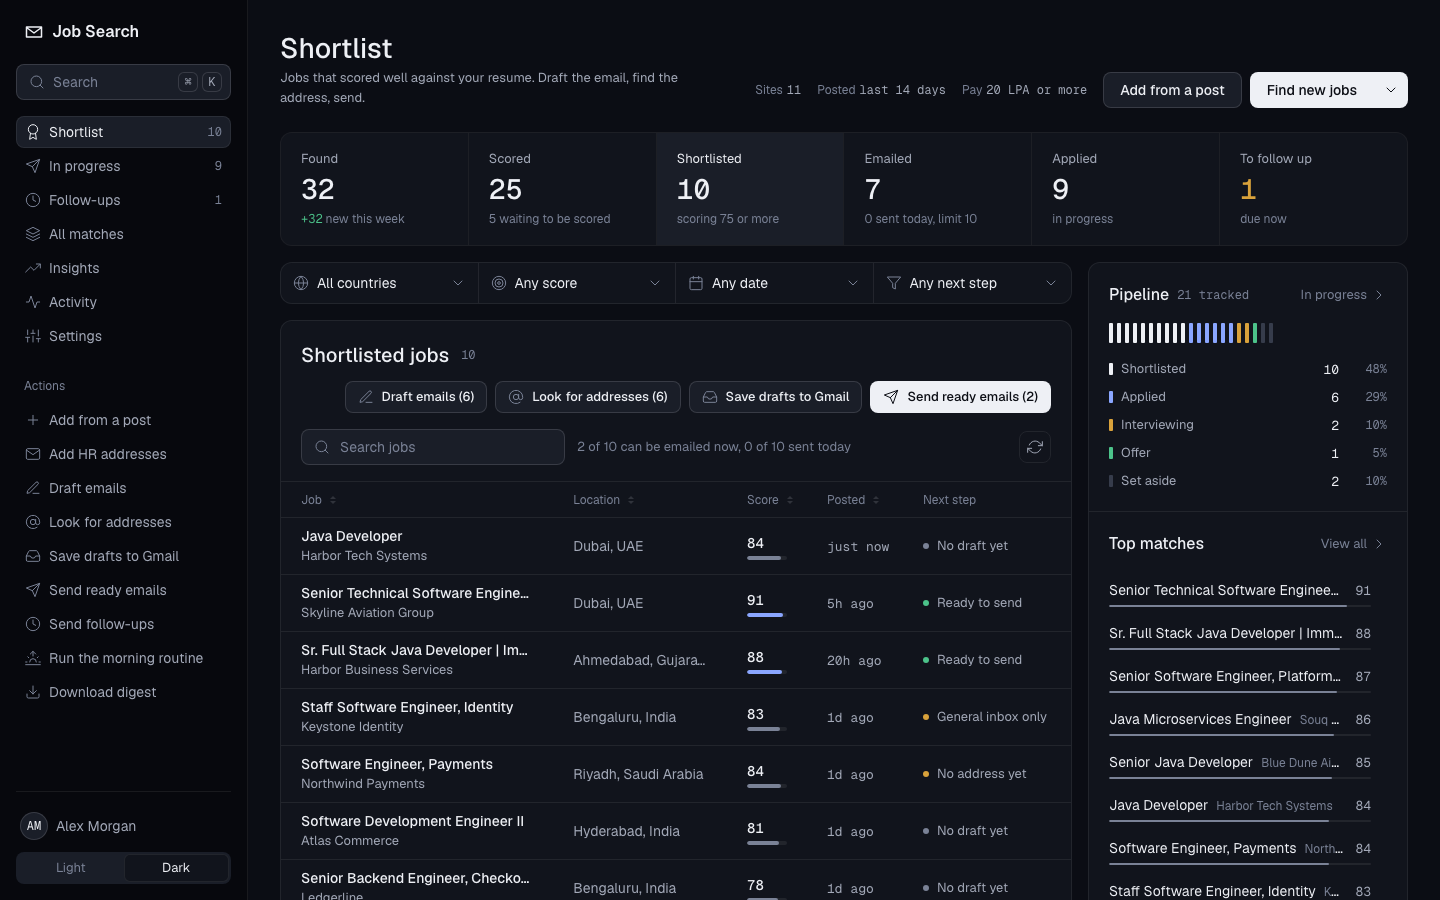 Job Search
Search ⌘ K
Shortlist 10
In progress 9
Follow-ups 1
All matches
Insights
Activity
Settings
Actions
Add from a post
Add HR addresses
Draft emails
Look for addresses
Save drafts to Gmail
Send ready emails
Send follow-ups
Run the morning routine
Download digest
AM Alex Morgan
Light Dark
Shortlist
Jobs that scored well against your resume. Draft the email, find the
address, send.
Sites 11 Posted last 14 days Pay 20 LPA or more
Add from a post
Find new jobs
Found
32
+32 new this week
Scored
25
5 waiting to be scored
Shortlisted
10
scoring 75 or more
Emailed
7
0 sent today, limit 10
Applied
9
in progress
To follow up
1
due now
All countries
Any score
Any date
Any next step
Shortlisted jobs 10
Draft emails (6)
Look for addresses (6)
Save drafts to Gmail
Send ready emails (2)
Search jobs
2 of 10 can be emailed now, 0 of 10 sent today
Job Location Score Posted Next step
Java Developer
Harbor Tech Systems
Dubai, UAE 84 just now No draft yet
Senior Technical Software Engine…
Skyline Aviation Group
Dubai, UAE 91 5h ago Ready to send
Sr. Full Stack Java Developer | Im…
Harbor Business Services
Ahmedabad, Gujara… 88 20h ago Ready to send
Staff Software Engineer, Identity
Keystone Identity
Bengaluru, India 83 1d ago General inbox only
Software Engineer, Payments
Northwind Payments
Riyadh, Saudi Arabia 84 1d ago No address yet
Software Development Engineer II
Atlas Commerce
Hyderabad, India 81 1d ago No draft yet
Senior Backend Engineer, Checko…
Ledgerline
Bengaluru, India 78 1d ago No draft yet
Pipeline 21 tracked In progress
Shortlisted 10 48%
Applied 6 29%
Interviewing 2 10%
Offer 1 5%
Set aside 2 10%
Top matches View all
Senior Technical Software Enginee… 91
Sr. Full Stack Java Developer | Imm… 88
Senior Software Engineer, Platform… 87
Java Microservices Engineer Souq … 86
Senior Java Developer Blue Dune Ai… 85
Java Developer Harbor Tech Systems 84
Software Engineer, Payments North… 84
Staff Software Engineer, Identity K… 83